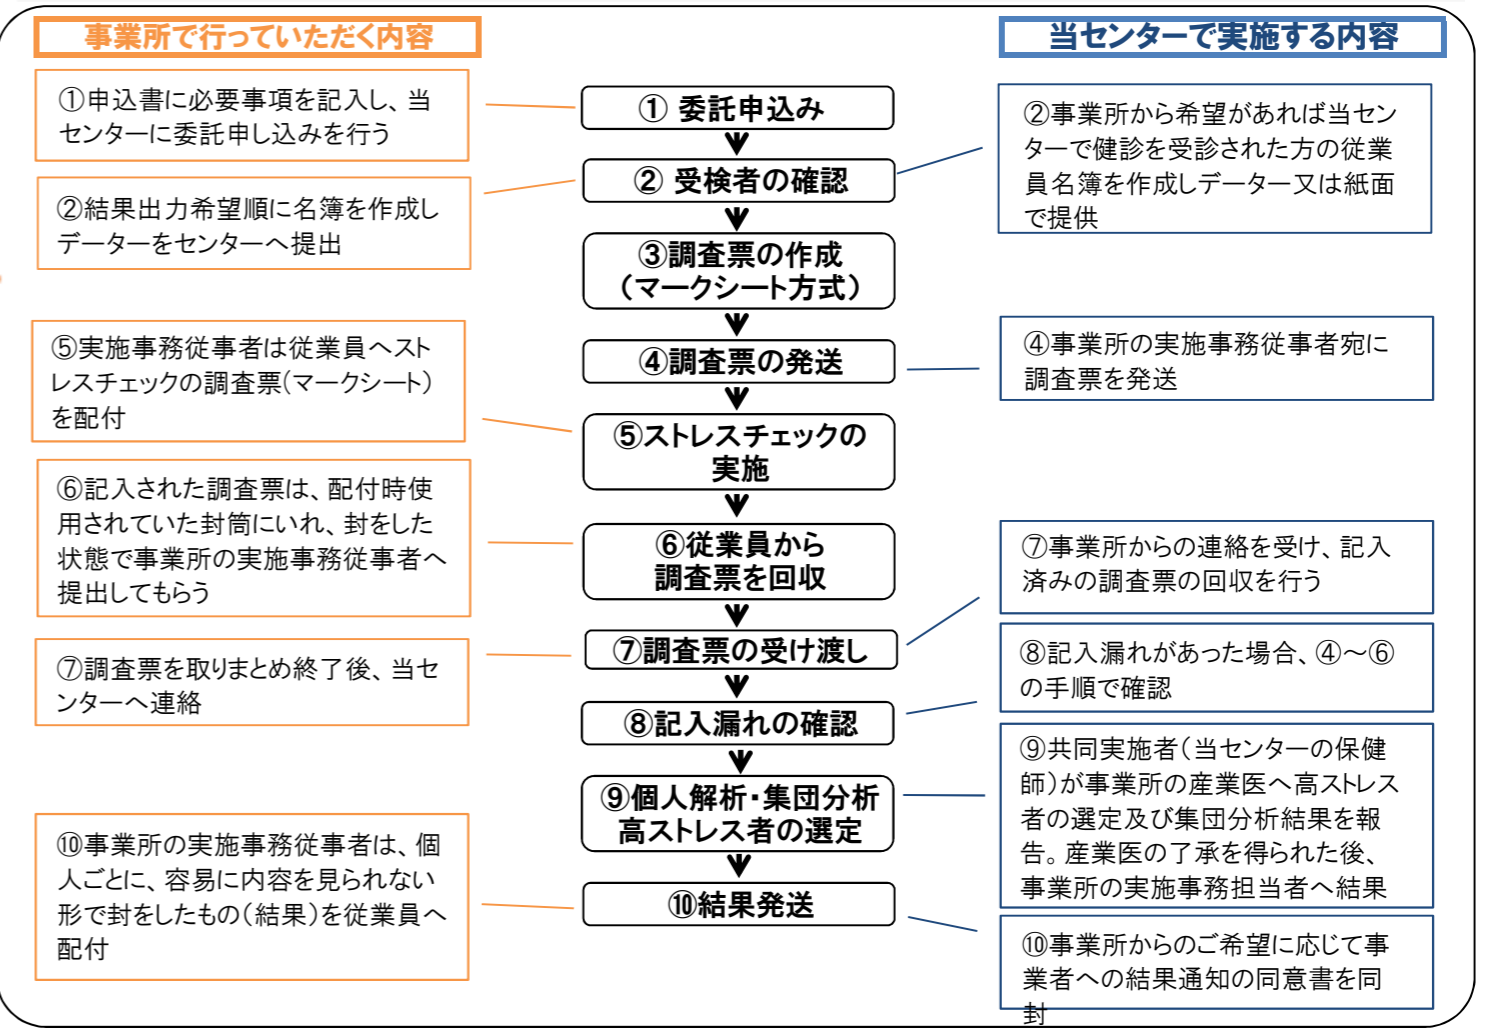 事業所で行っていただく内容
①申込書に必要事項を記入し、当
センターに委託申し込みを行う
②結果出力希望順に名簿を作成し
データーをセンターへ提出
⑤実施事務従事者は従業員へスト
レスチェックの調査票(マークシート)
を配付
⑥記入された調査票は、配付時使
用されていた封筒にいれ、封をした
状態で事業所の実施事務従事者へ
提出してもらう
⑦調査票を取りまとめ終了後、当セ
ンターへ連絡
⑩事業所の実施事務従事者は、個
人ごとに、容易に内容を見られない
形で封をしたもの(結果)を従業員へ
配付
① 委託申込み
② 受検者の確認
③調査票の作成
(マークシート方式)
④調査票の発送
⑤ストレスチェックの
実施
⑥従業員から
調査票を回収
⑦調査票の受け渡し
⑧記入漏れの確認
⑨個人解析・集団分析
高ストレス者の選定
⑩結果発送
当センターで実施する内容
②事業所から希望があれば当セン
ターで健診を受診された方の従業
員名簿を作成しデーター又は紙面
で提供
④事業所の実施事務従事者宛に
調査票を発送
⑦事業所からの連絡を受け、記入
済みの調査票の回収を行う
⑧記入漏れがあった場合、④~⑥
の手順で確認
⑨共同実施者(当センターの保健
師)が事業所の産業医へ高ストレス
者の選定及び集団分析結果を報
告。産業医の了承を得られた後、
事業所の実施事務担当者へ結果
⑩事業所からのご希望に応じて事
業者への結果通知の同意書を同
封